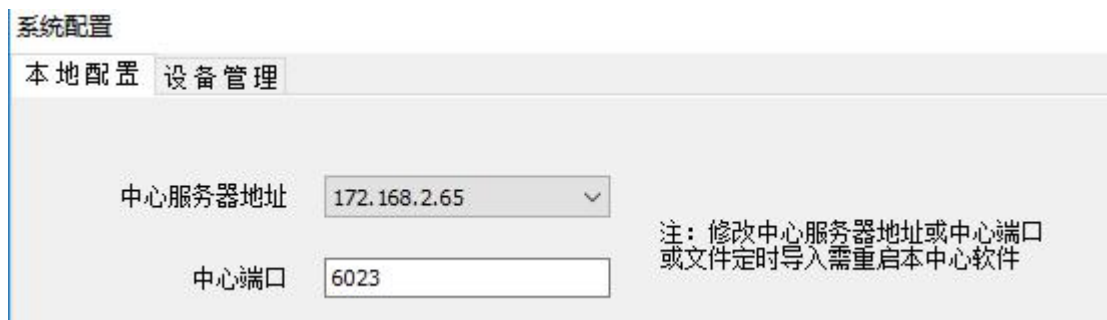 系统配置
本地配置 设备管理
中心服务器地址 172.168.2.65
注：修改中心服务器地址或中心端口
或文件定时导入需重启本中心软件
中心端口 6023